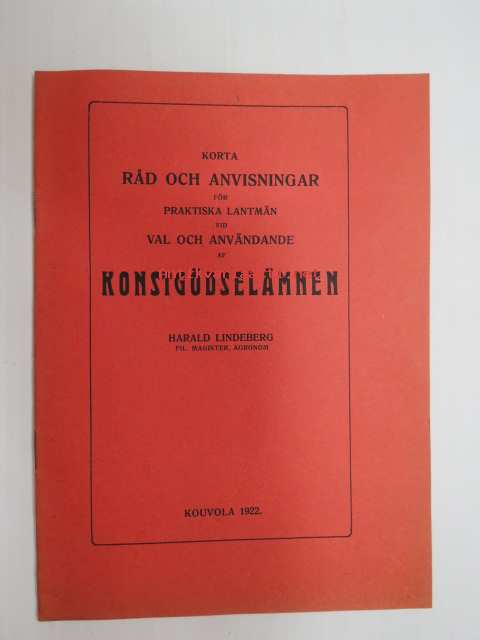 KORTA
RÅD OCH ANVISNINGAR
FÖR
PRAKTISKA LANTMÄN
VID
VAL OCH ANVÄNDANDE
AF
KONSTGÖDSELÄMNEN
HARALD LINDEBERG
FIL. MAGISTER, AGRONOM
KOUVOLA 1922.